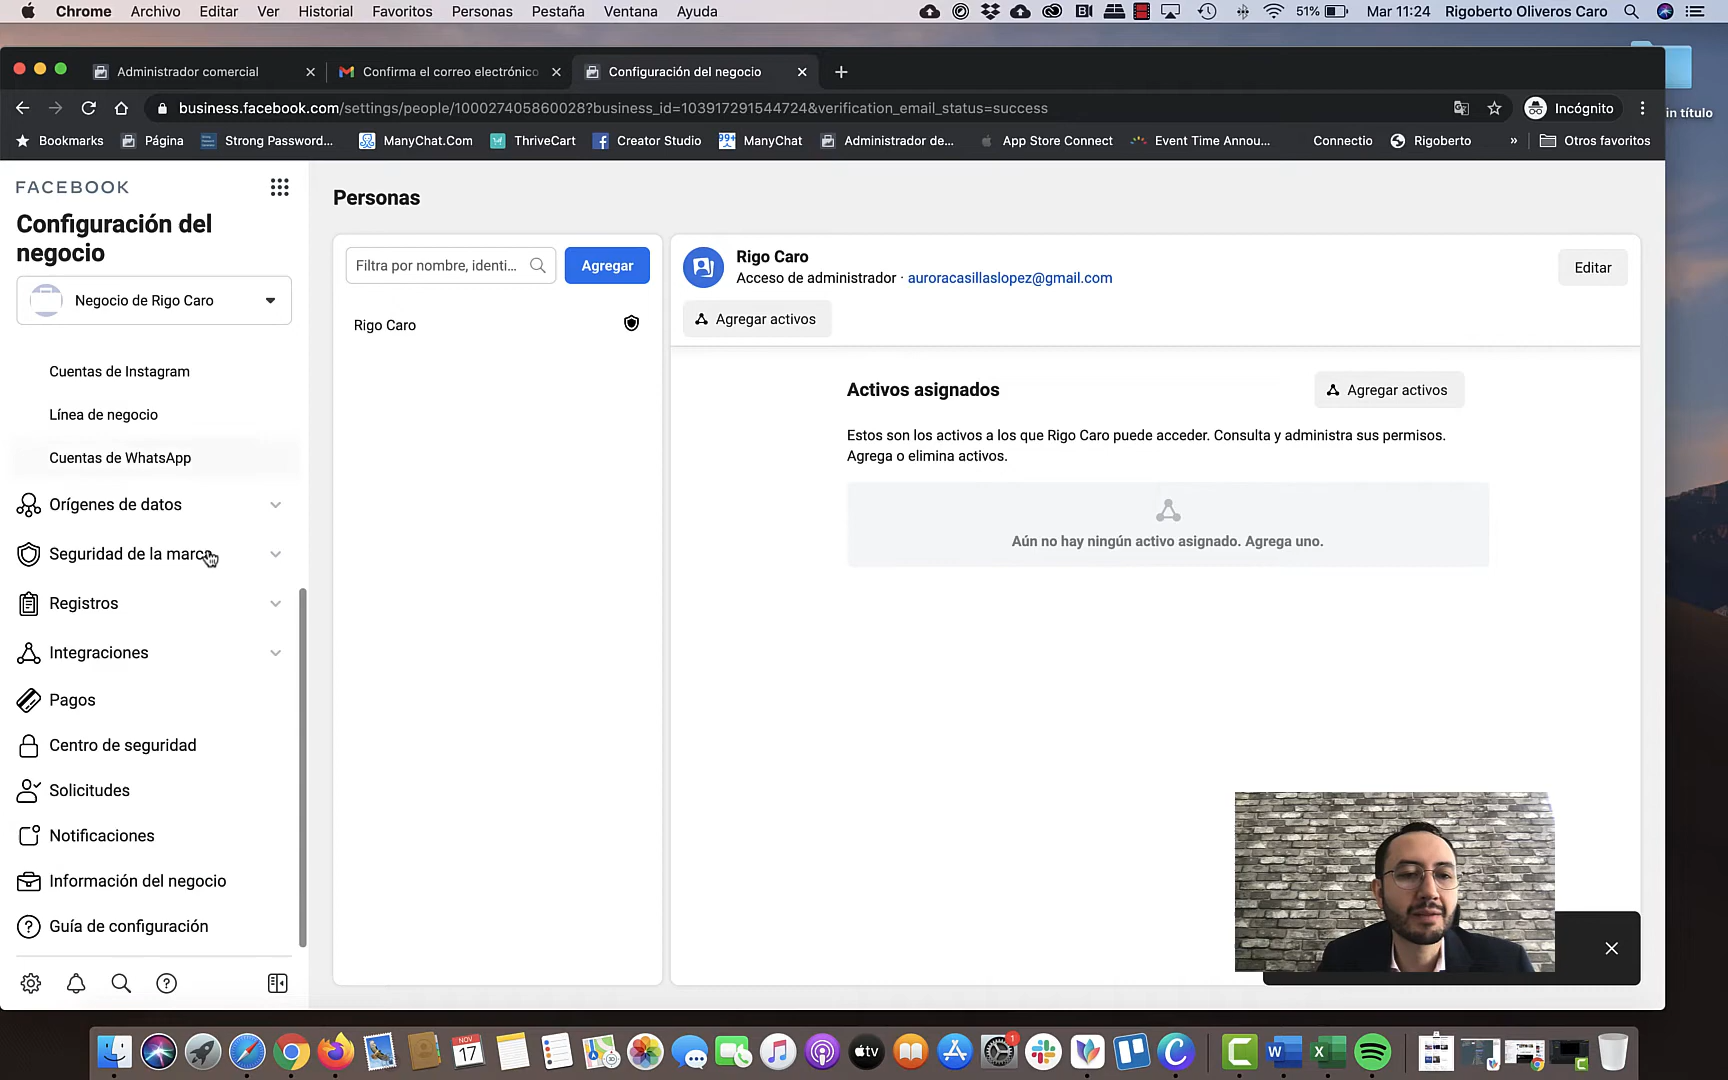 Chrome Archivo Editar Ver Historial Favoritos Personas Pestaña Ventana Ayuda 51% Mar 11:24 Rigoberto Oliveros Caro
Administrador comercial Confirma el correo electrónico Configuración del negocio
in título
business.facebook.com/settings/people/100027405860028?business_id=103917291544724&verification_email_status=success Incógnito
Bookmarks Página Strong Password... ManyChat.Com ThriveCart Creator Studio 99+ ManyChat Administrador de... App Store Connect Event Time Annou... Connectio Rigoberto » Otros favoritos
FACEBOOK
Configuración del
negocio
Negocio de Rigo Caro
Cuentas de Instagram
Línea de negocio
Cuentas de WhatsApp
Orígenes de datos
Seguridad de la marca
Registros
Integraciones
Pagos
Centro de seguridad
Solicitudes
Notificaciones
Información del negocio
Guía de configuración
Personas
Filtra por nombre, identi... Agregar
Rigo Caro
Rigo Caro
Acceso de administrador · auroracasillaslopez@gmail.com
Editar
Agregar activos
Activos asignados
Agregar activos
Estos son los activos a los que Rigo Caro puede acceder. Consulta y administra sus permisos.
Agrega o elimina activos.
Aún no hay ningún activo asignado. Agrega uno.
NOV
17
tv
1